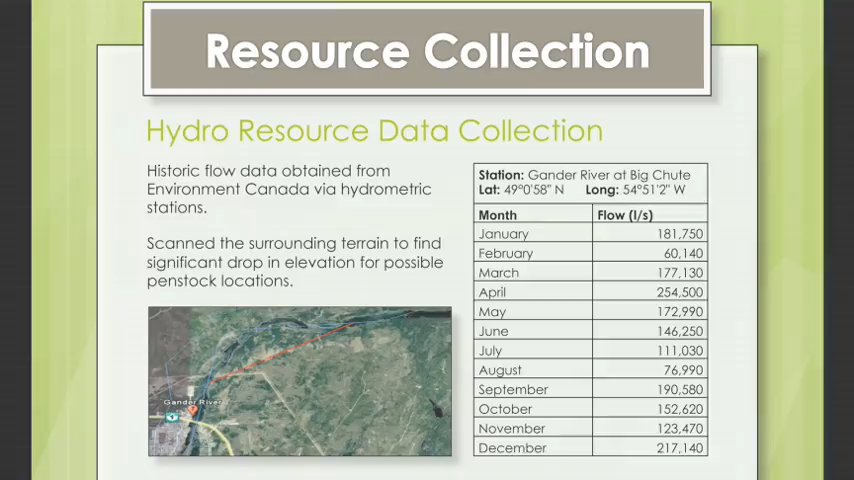 Resource Collection
Hydro Resource Data Collection
Historic flow data obtained from
Environment Canada via hydrometric
stations.
Scanned the surrounding terrain to find
significant drop in elevation for possible
penstock locations.
Gander River
Station: Gander River at Big Chute
Lat: 49°0'58" N Long: 54°51'2" W
Month Flow (l/s)
January 181,750
February 60,140
March 177,130
April 254,500
May 172,990
June 146,250
July 111,030
August 76,990
September 190,580
October 152,620
November 123,470
December 217,140